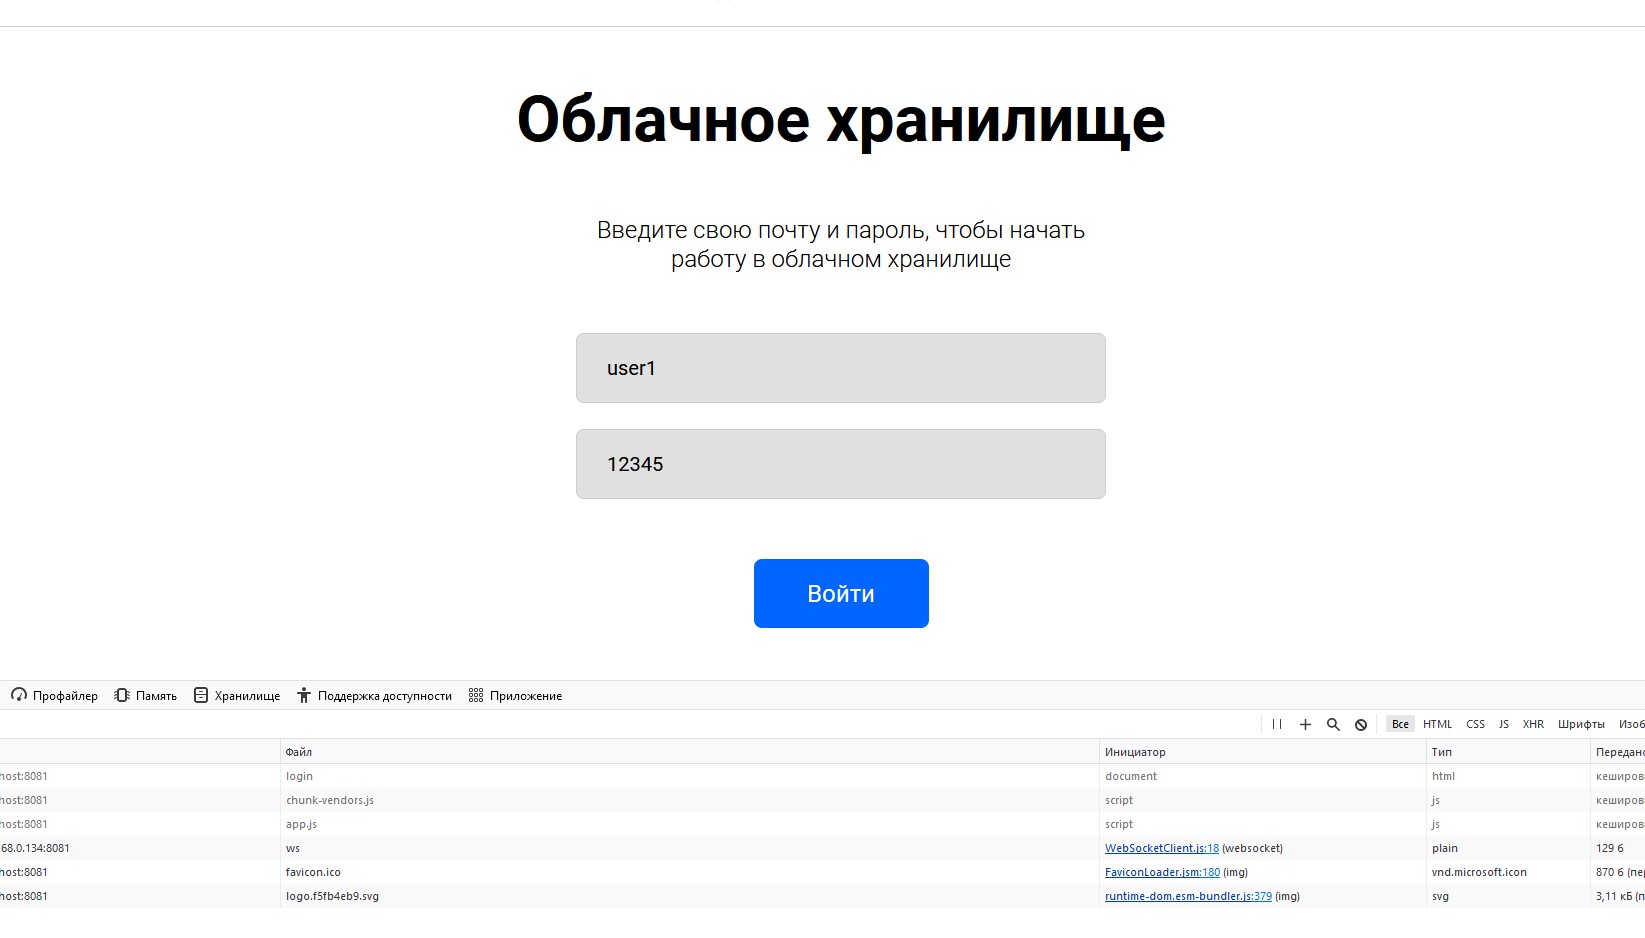 Облачное хранилище
Введите свою почту и пароль, чтобы начать
работу в облачном хранилище
user1
12345
Войти
Профайлер Память Хранилище Поддержка доступности Приложение
Все HTML CSS JS XHR Шрифты Изоб
Файл Инициатор Тип Передано
host:8081 login document html кеширов
host:8081 chunk-vendors.js script js кеширов
host:8081 app.js script js кеширов
68.0.134:8081 ws WebSocketClient.js:18 (websocket) plain 129 б
host:8081 favicon.ico FaviconLoader.jsm:180 (img) vnd.microsoft.icon 870 б (пе
host:8081 logo.f5fb4eb9.svg runtime-dom.esm-bundler.js:379 (img) svg 3,11 кБ (п